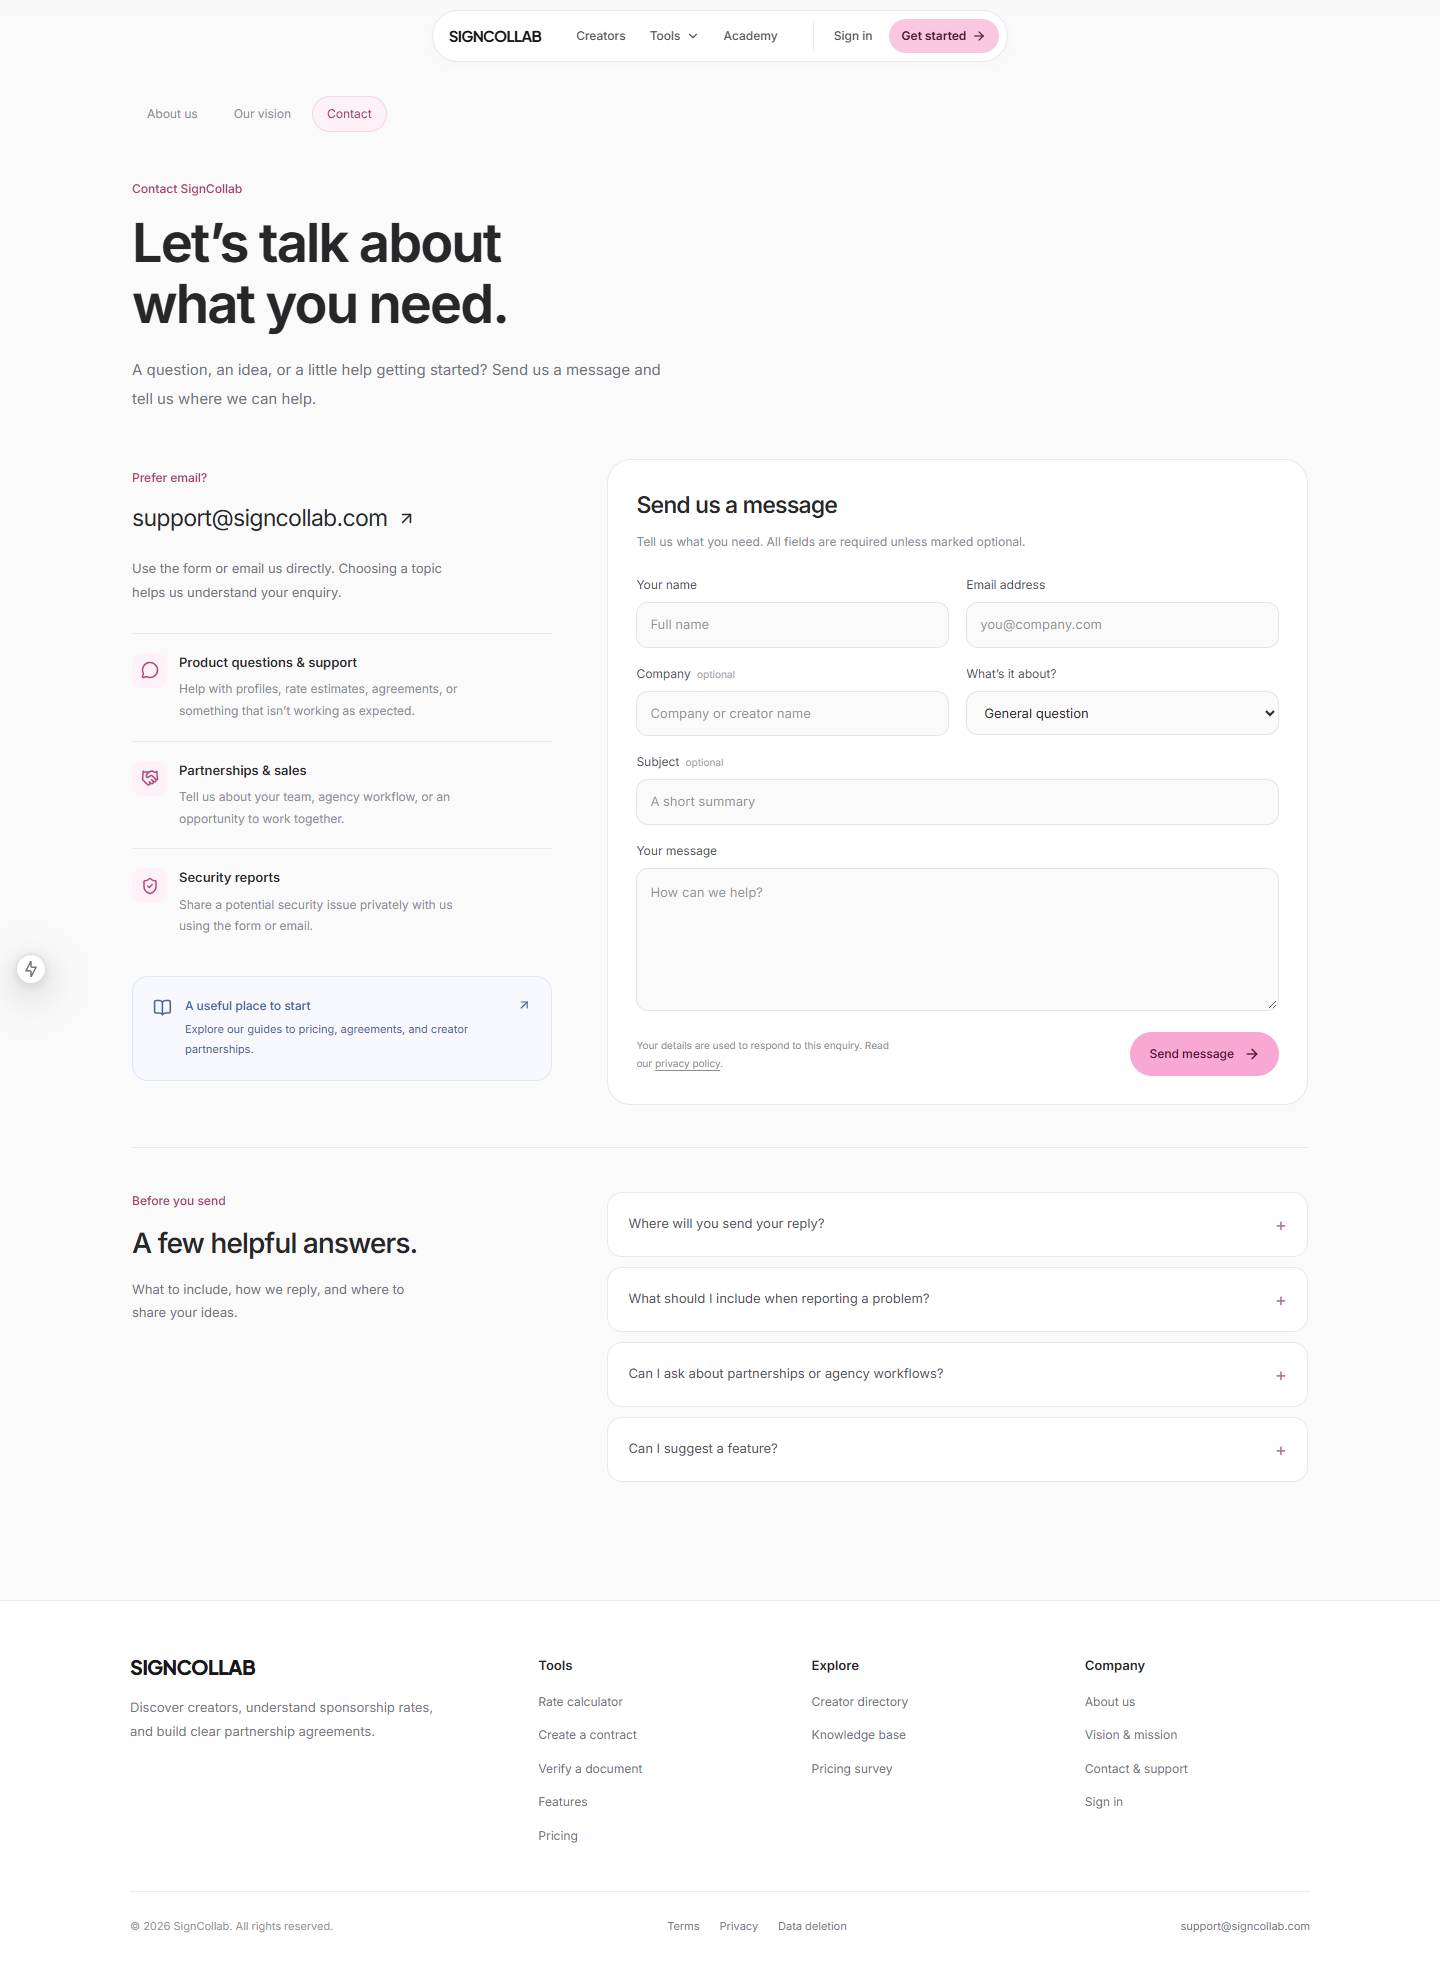 SIGNCOLLAB Creators Tools Academy Sign in Get started
About us Our vision Contact
Contact SignCollab
Let’s talk about
what you need.
A question, an idea, or a little help getting started? Send us a message and
tell us where we can help.
Prefer email?
support@signcollab.com
Use the form or email us directly. Choosing a topic
helps us understand your enquiry.
Product questions & support
Help with profiles, rate estimates, agreements, or
something that isn’t working as expected.
Partnerships & sales
Tell us about your team, agency workflow, or an
opportunity to work together.
Security reports
Share a potential security issue privately with us
using the form or email.
A useful place to start
Explore our guides to pricing, agreements, and creator
partnerships.
Send us a message
Tell us what you need. All fields are required unless marked optional.
Your name Email address
Full name you@company.com
Company optional What’s it about?
Company or creator name General question
Subject optional
A short summary
Your message
How can we help?
Your details are used to respond to this enquiry. Read
our privacy policy.
Send message
Before you send
A few helpful answers.
What to include, how we reply, and where to
share your ideas.
Where will you send your reply? +
What should I include when reporting a problem? +
Can I ask about partnerships or agency workflows? +
Can I suggest a feature? +
SIGNCOLLAB
Discover creators, understand sponsorship rates,
and build clear partnership agreements.
Tools
Rate calculator
Create a contract
Verify a document
Features
Pricing
Explore
Creator directory
Knowledge base
Pricing survey
Company
About us
Vision & mission
Contact & support
Sign in
© 2026 SignCollab. All rights reserved. Terms Privacy Data deletion support@signcollab.com